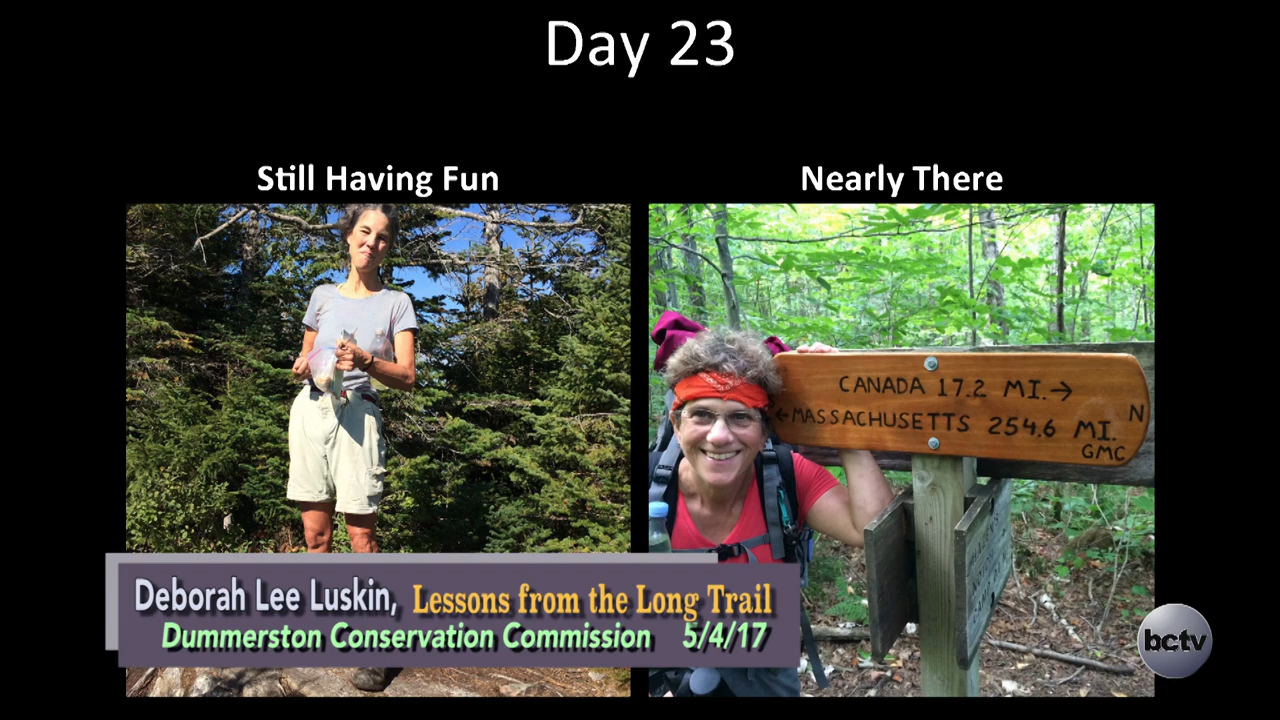 Day 23
Still Having Fun
Nearly There
CANADA 17.2 MI.→
←MASSACHUSETTS 254.6 MI.
N
GMC
Deborah Lee Luskin, Lessons from the Long Trail
Dummerston Conservation Commission 5/4/17
bctv